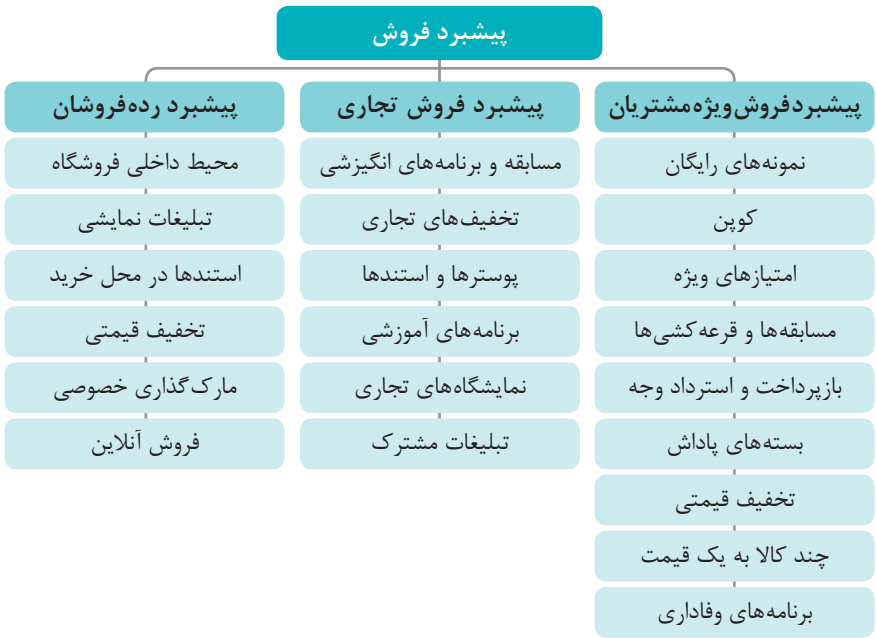 پیشبرد فروش
پیشبردفروش‌ویژه‌مشتریان
نمونه‌های رایگان
کوپن
امتیازهای ویژه
مسابقه‌ها و قرعه‌کشی‌ها
بازپرداخت و استرداد وجه
بسته‌های پاداش
تخفیف قیمتی
چند کالا به یک قیمت
برنامه‌های وفاداری
پیشبرد فروش تجاری
مسابقه و برنامه‌های انگیزشی
تخفیف‌های تجاری
پوسترها و استندها
برنامه‌های آموزشی
نمایشگاه‌های تجاری
تبلیغات مشترک
پیشبرد رده‌فروشان
محیط داخلی فروشگاه
تبلیغات نمایشی
استندها در محل خرید
تخفیف قیمتی
مارک‌گذاری خصوصی
فروش آنلاین